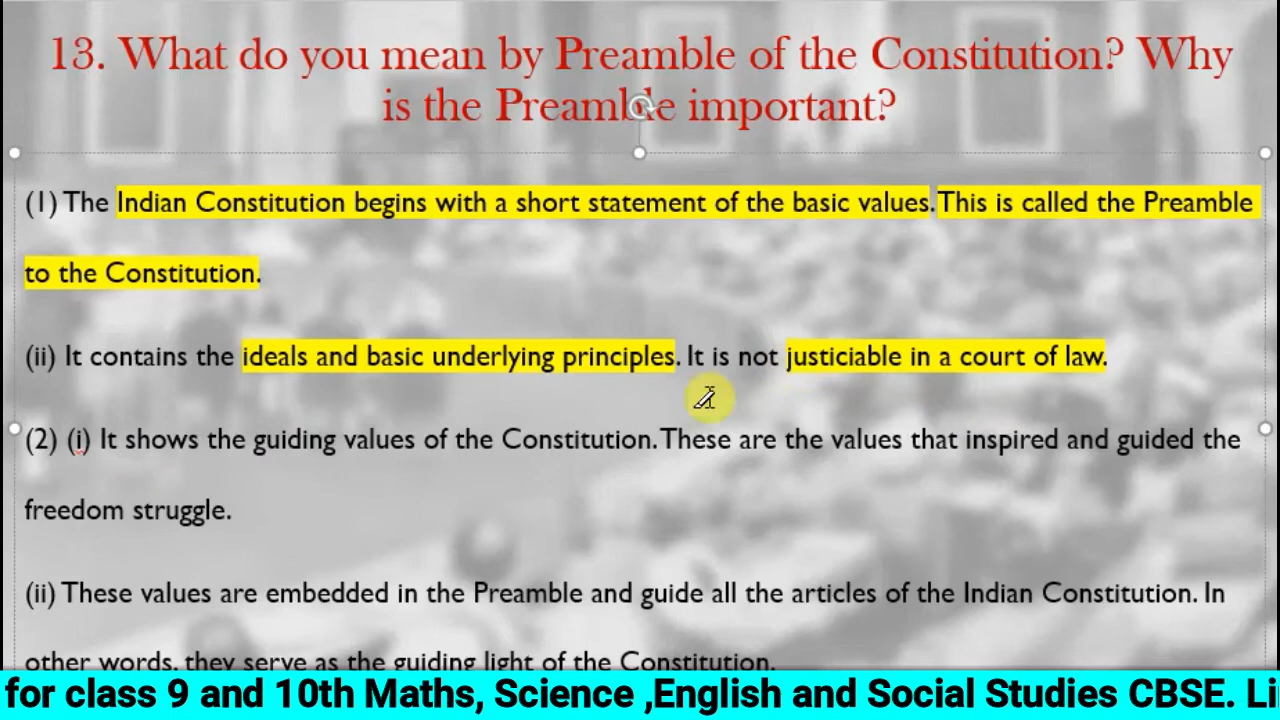 13. What do you mean by Preamble of the Constitution? Why
is the Preamble important?
(1) The Indian Constitution begins with a short statement of the basic values. This is called the Preamble
to the Constitution.
(ii) It contains the ideals and basic underlying principles. It is not justiciable in a court of law.
(2) (i) It shows the guiding values of the Constitution. These are the values that inspired and guided the
freedom struggle.
(ii) These values are embedded in the Preamble and guide all the articles of the Indian Constitution. In
other words, they serve as the guiding light of the Constitution.
for class 9 and 10th Maths, Science ,English and Social Studies CBSE. Li